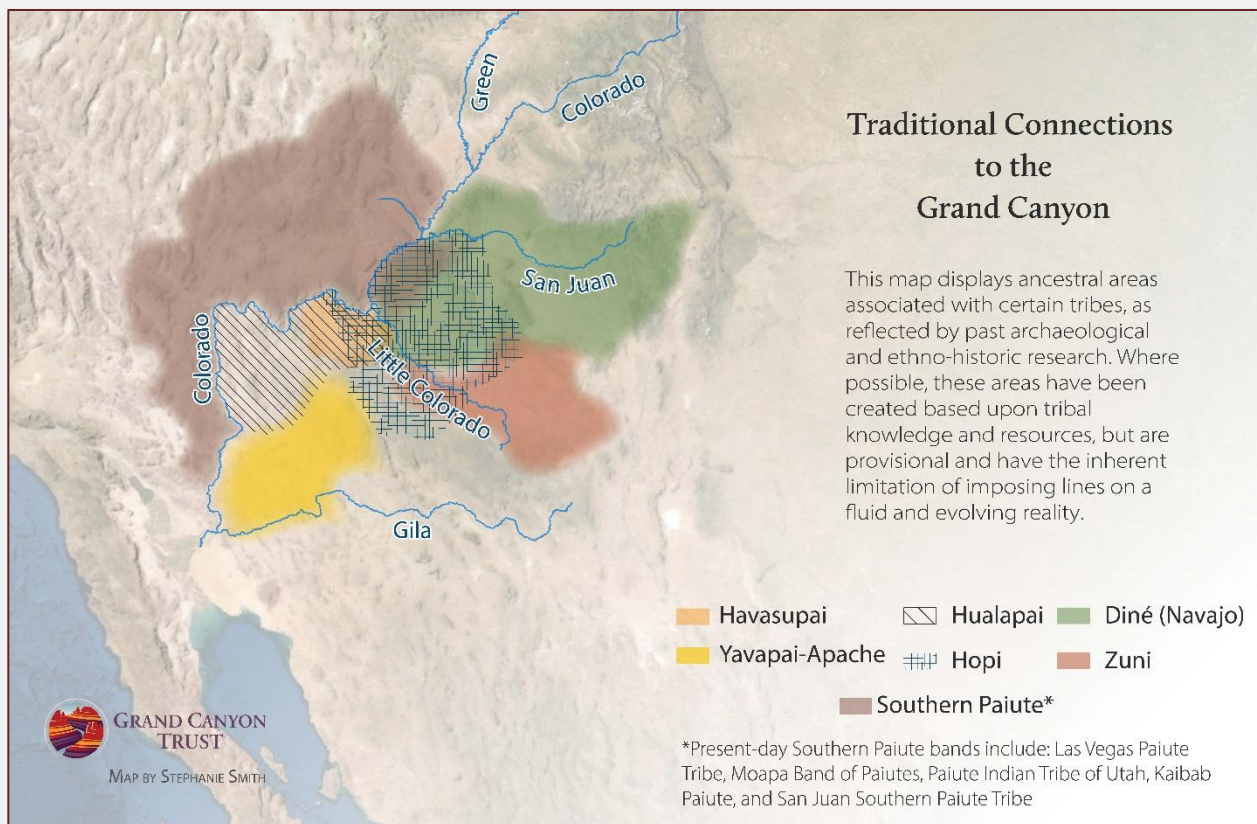 Green
Colorado
San Juan
Colorado
Little Colorado
Gila
Traditional Connections
to the
Grand Canyon
This map displays ancestral areas
associated with certain tribes, as
reflected by past archaeological
and ethno-historic research. Where
possible, these areas have been
created based upon tribal
knowledge and resources, but are
provisional and have the inherent
limitation of imposing lines on a
fluid and evolving reality.
Havasupai
Hualapai
Diné (Navajo)
Yavapai-Apache
Hopi
Zuni
Southern Paiute*
*Present-day Southern Paiute bands include: Las Vegas Paiute
Tribe, Moapa Band of Paiutes, Paiute Indian Tribe of Utah, Kaibab
Paiute, and San Juan Southern Paiute Tribe
GRAND CANYON
TRUST
MAP BY STEPHANIE SMITH